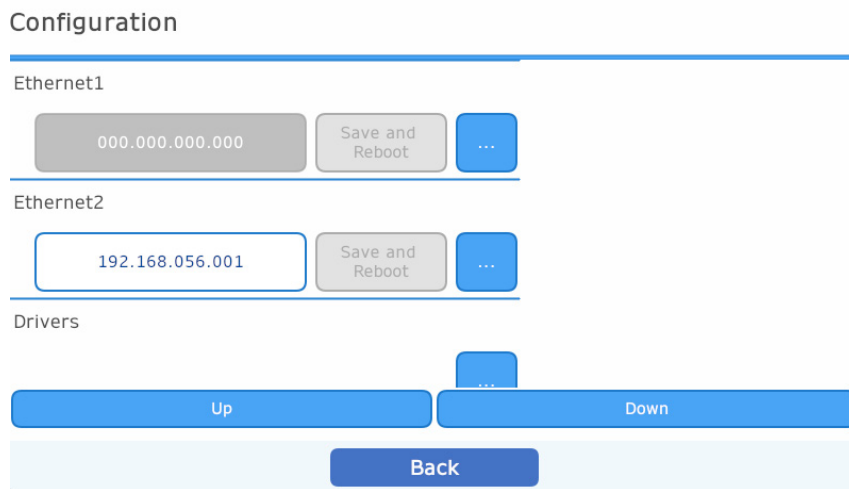 Configuration
Ethernet1
000.000.000.000
Save and
Reboot
...
Ethernet2
192.168.056.001
Save and
Reboot
...
Drivers
...
Up
Down
Back